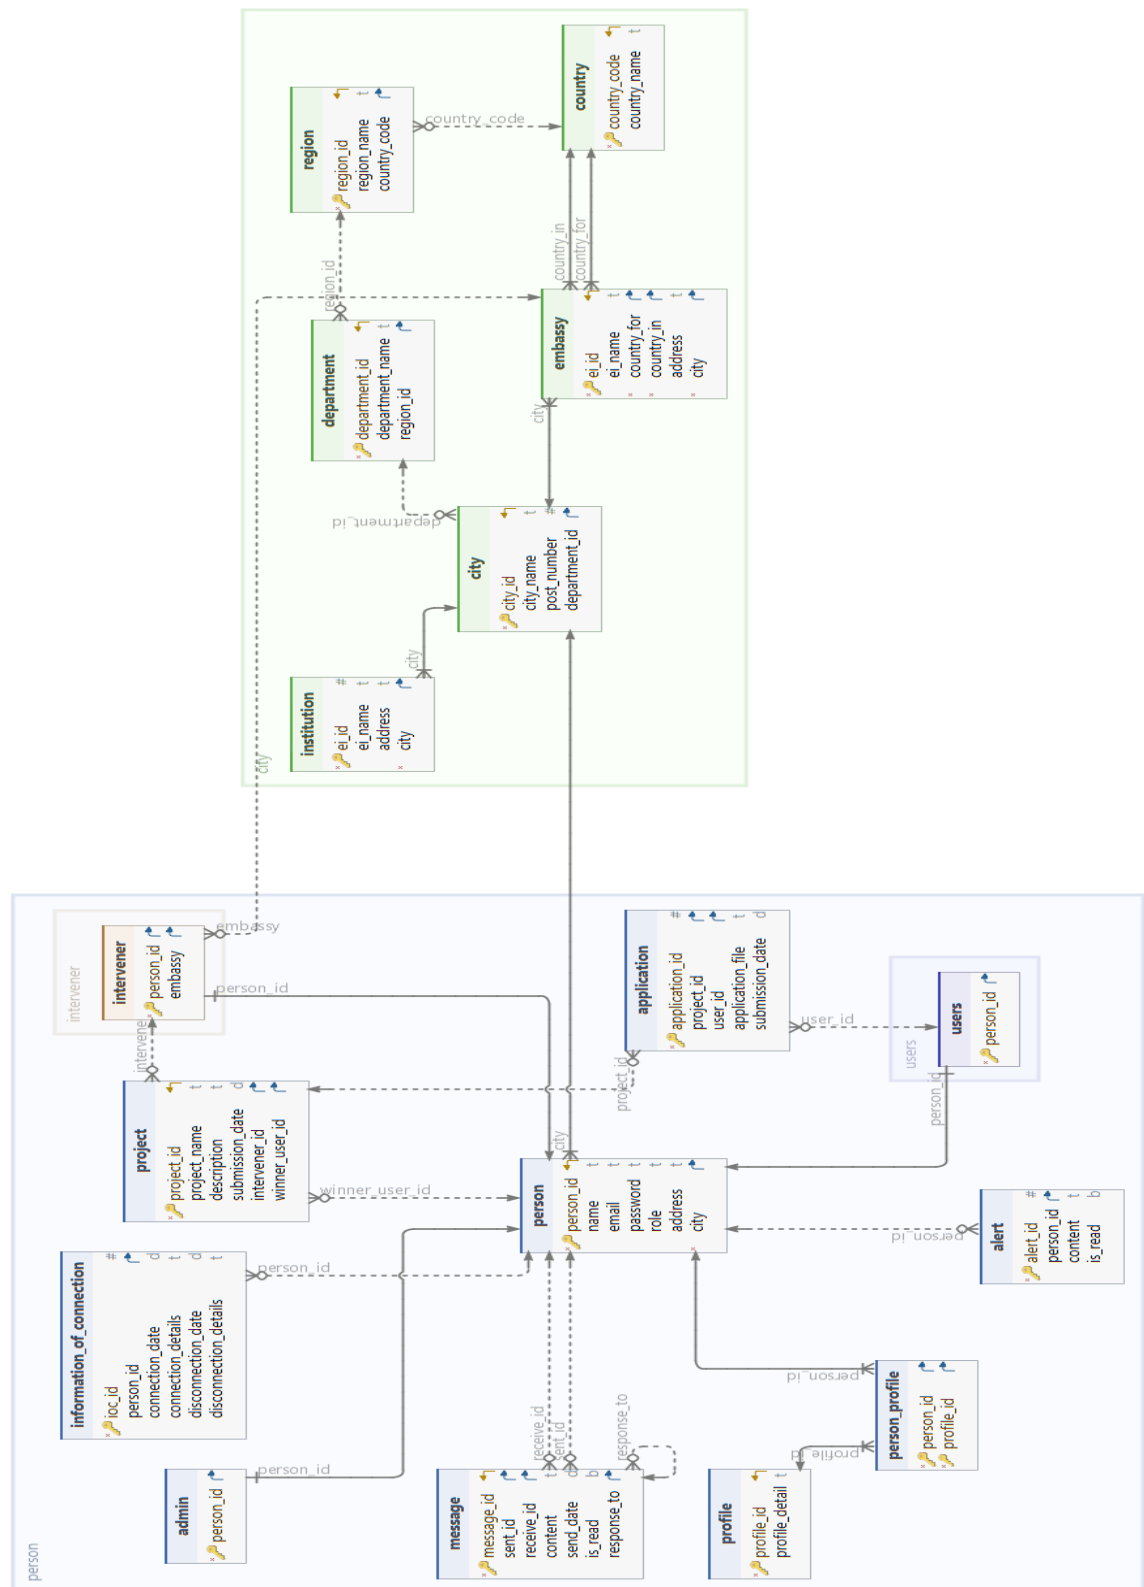 person
admin
person_id
person_id
information_of_connection
ioc_id
person_id
connection_date
connection_details
disconnection_date
disconnection_details
# d t d t
person_id
project
project_id
project_name
description
submission_date
intervener_id
winner_user_id
t t d
winner_user_id
intervener
intervener
intervener
person_id
embassy
embassy
person_id
message
message_id
sent_id
receive_id
content
send_date
is_read
response_to
t d b
receive_id
sent_id
response_to
person
person_id
name
email
password
role
address
city
t t t t t
city
profile
profile_id
profile_detail
t
profile_id
person_profile
person_id
profile_id
person_id
alert
alert_id
person_id
content
is_read
# t b
person_id
application
application_id
project_id
user_id
application_file
submission_date
# t d
project_id
user_id
users
users
person_id
person_id
city
institution
ei_id
ei_name
address
city
# t t
city
city
city_id
city_name
post_number
department_id
t #
department_id
department
department_id
department_name
region_id
t
region_id
region
region_id
region_name
country_code
t
country_code
embassy
ei_id
ei_name
country_for
country_in
address
city
t t
city
country_in
country_for
country
country_code
country_name
t